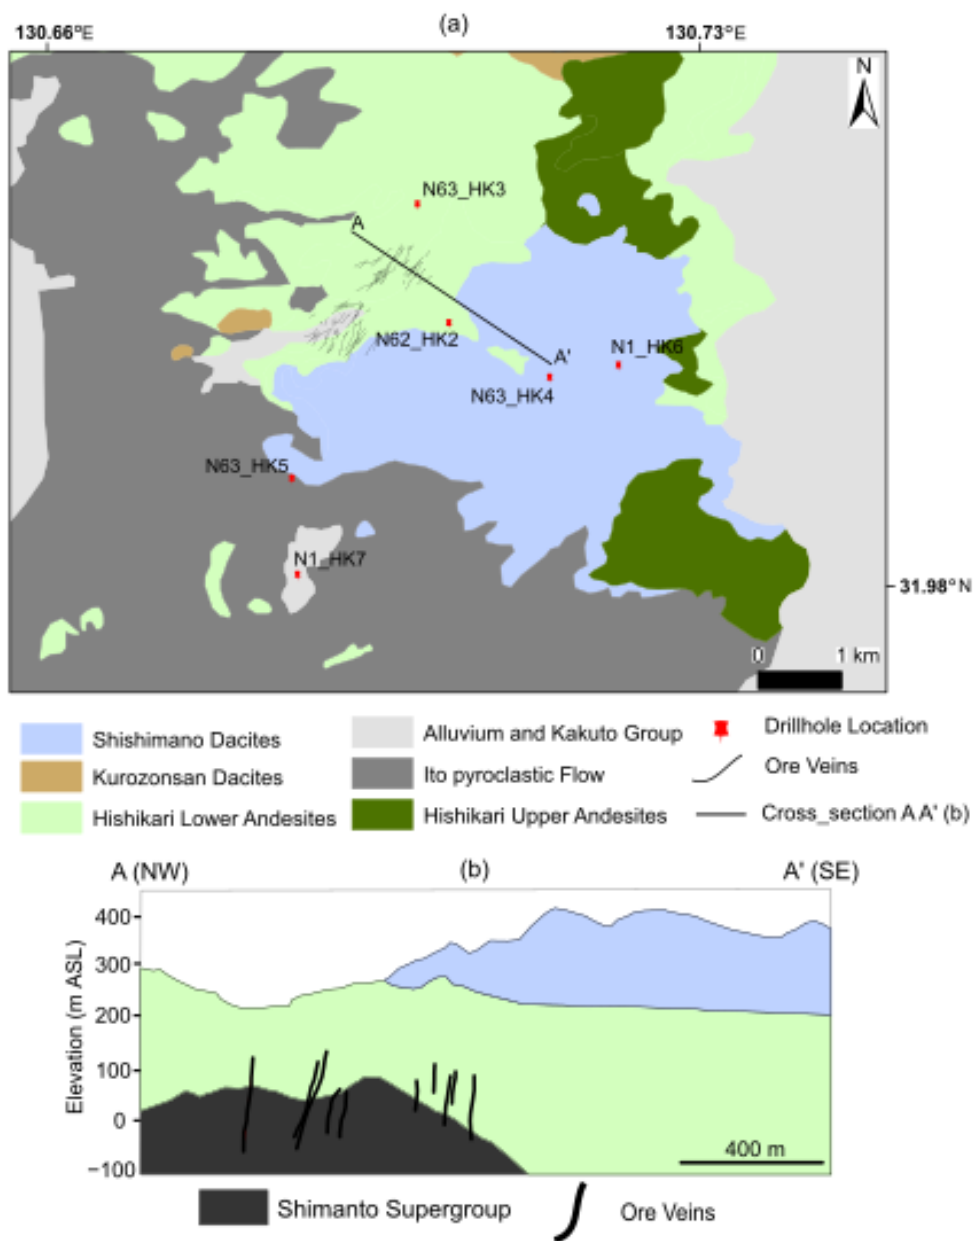 (a)
130.66°E
130.73°E
N
N63_HK3
A
N62_HK2
A'
N1_HK6
N63_HK4
N63_HK5
N1_HK7
31.98°N
0 1 km
Shishimano Dacites
Alluvium and Kakuto Group
Drillhole Location
Kurozonsan Dacites
Ito pyroclastic Flow
Ore Veins
Hishikari Lower Andesites
Hishikari Upper Andesites
Cross_section A A' (b)
A (NW)
(b)
A' (SE)
Elevation (m ASL)
400
300
200
100
0
−100
400 m
Shimanto Supergroup
Ore Veins